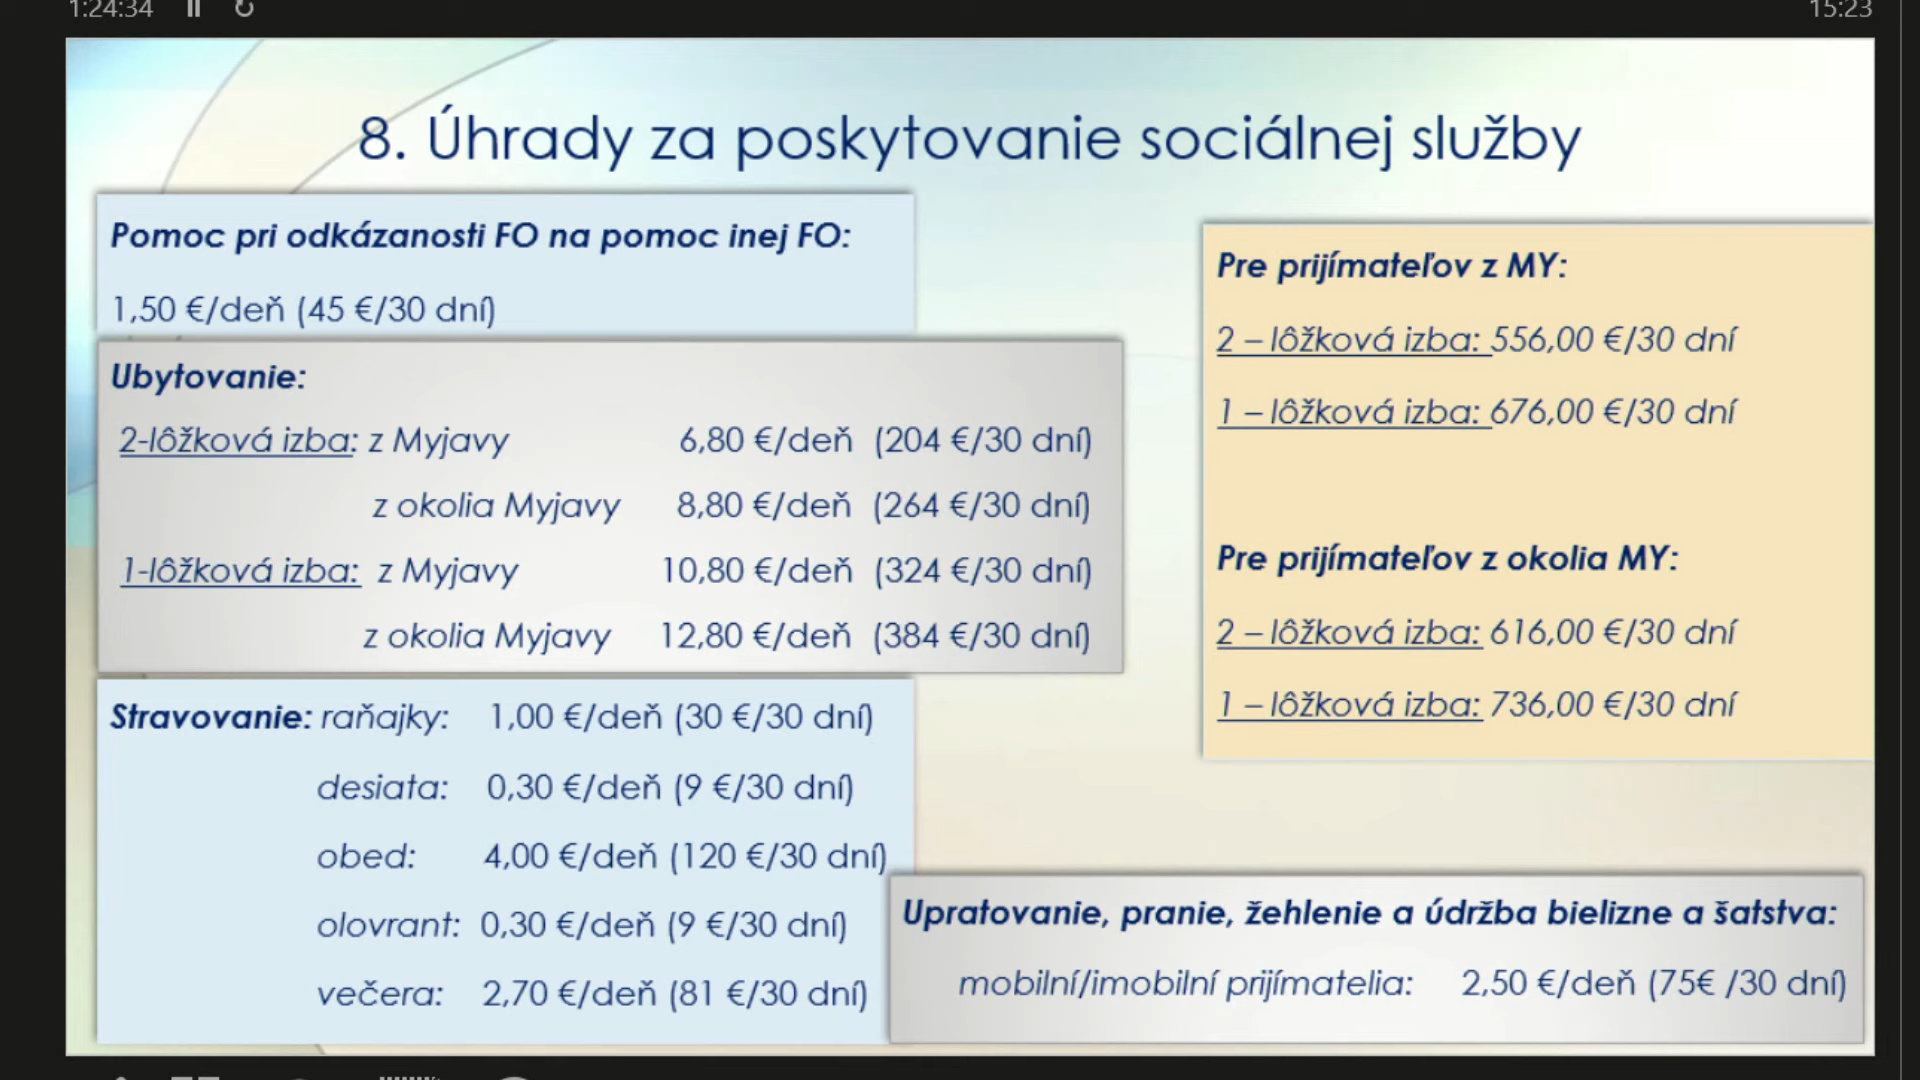 1:24:34
15:23
8. Úhrady za poskytovanie sociálnej služby
Pomoc pri odkázanosti FO na pomoc inej FO:
1,50 €/deň (45 €/30 dní)
Ubytovanie:
2-lôžková izba: z Myjavy 6,80 €/deň (204 €/30 dní)
z okolia Myjavy 8,80 €/deň (264 €/30 dní)
1-lôžková izba: z Myjavy 10,80 €/deň (324 €/30 dní)
z okolia Myjavy 12,80 €/deň (384 €/30 dní)
Stravovanie: raňajky: 1,00 €/deň (30 €/30 dní)
desiata: 0,30 €/deň (9 €/30 dní)
obed: 4,00 €/deň (120 €/30 dní)
olovrant: 0,30 €/deň (9 €/30 dní)
večera: 2,70 €/deň (81 €/30 dní)
Pre prijímateľov z MY:
2 – lôžková izba: 556,00 €/30 dní
1 – lôžková izba: 676,00 €/30 dní
Pre prijímateľov z okolia MY:
2 – lôžková izba: 616,00 €/30 dní
1 – lôžková izba: 736,00 €/30 dní
Upratovanie, pranie, žehlenie a údržba bielizne a šatstva:
mobilní/imobilní prijímatelia: 2,50 €/deň (75€ /30 dní)